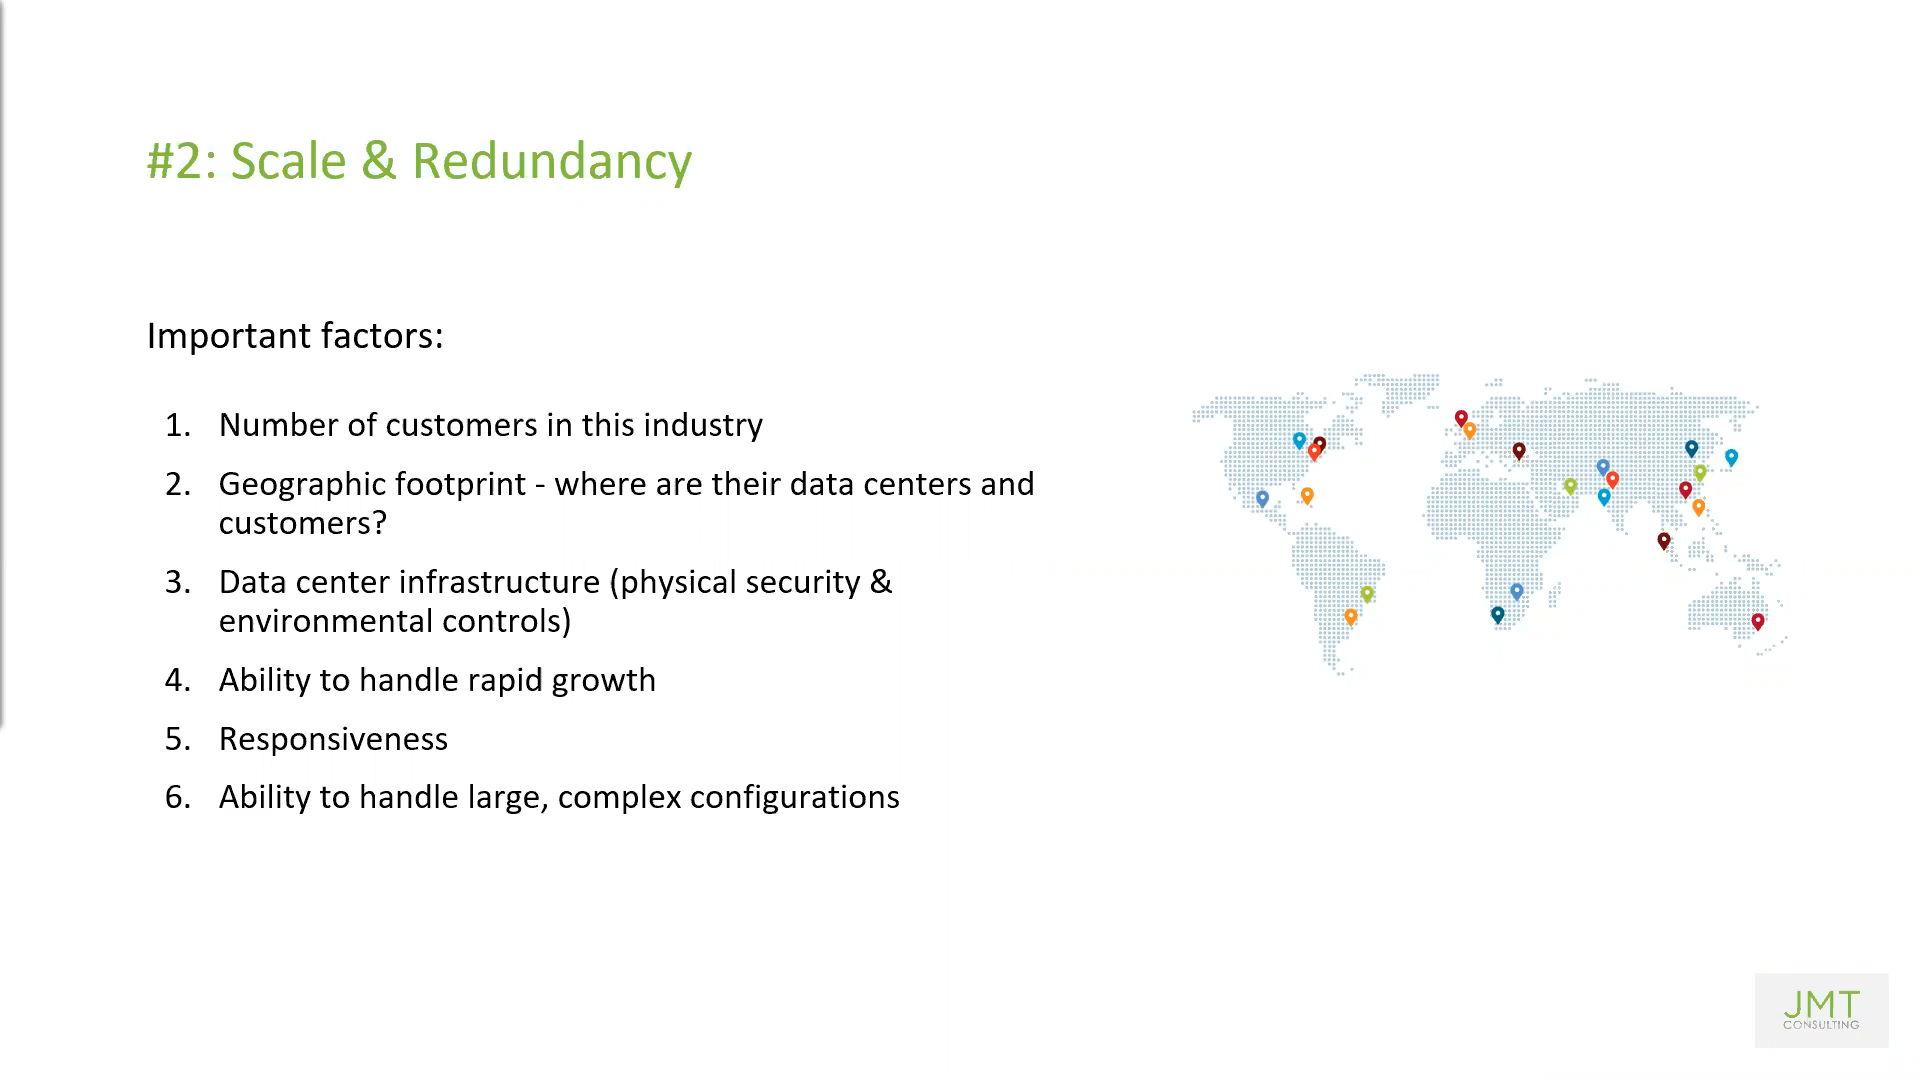 #2: Scale & Redundancy
Important factors:
1. Number of customers in this industry
2. Geographic footprint - where are their data centers and
customers?
3. Data center infrastructure (physical security &
environmental controls)
4. Ability to handle rapid growth
5. Responsiveness
6. Ability to handle large, complex configurations
JMT
CONSULTING